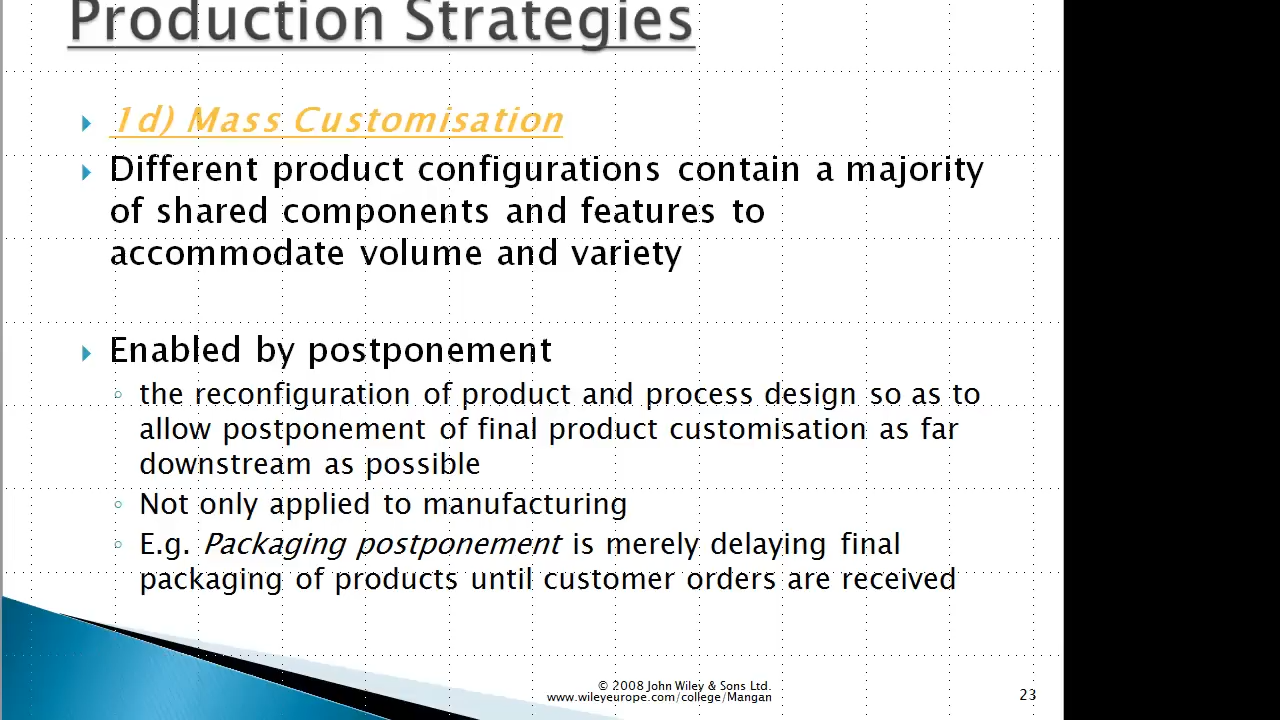 Production Strategies
1d) Mass Customisation
Different product configurations contain a majority
of shared components and features to
accommodate volume and variety
Enabled by postponement
the reconfiguration of product and process design so as to
allow postponement of final product customisation as far
downstream as possible
Not only applied to manufacturing
E.g. Packaging postponement is merely delaying final
packaging of products until customer orders are received
© 2008 John Wiley & Sons Ltd.
www.wileyeurope.com/college/Mangan
23